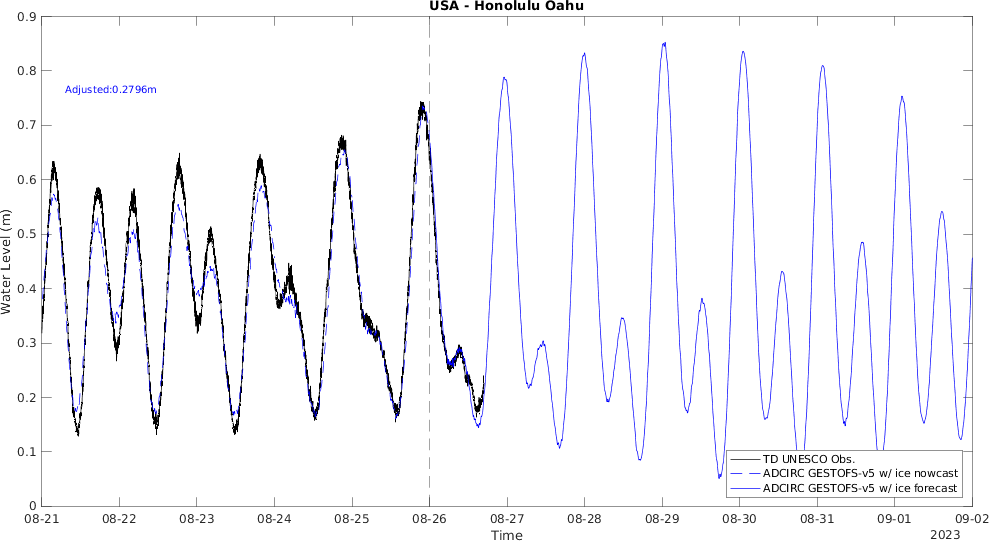 USA - Honolulu Oahu
0.9
0.8
0.7
0.6
0.5
0.4
0.3
0.2
0.1
0
Water Level (m)
Adjusted:0.2796m
TD UNESCO Obs.
ADCIRC GESTOFS-v5 w/ ice nowcast
ADCIRC GESTOFS-v5 w/ ice forecast
08-21 08-22 08-23 08-24 08-25 08-26 08-27 08-28 08-29 08-30 08-31 09-01 09-02
Time
2023